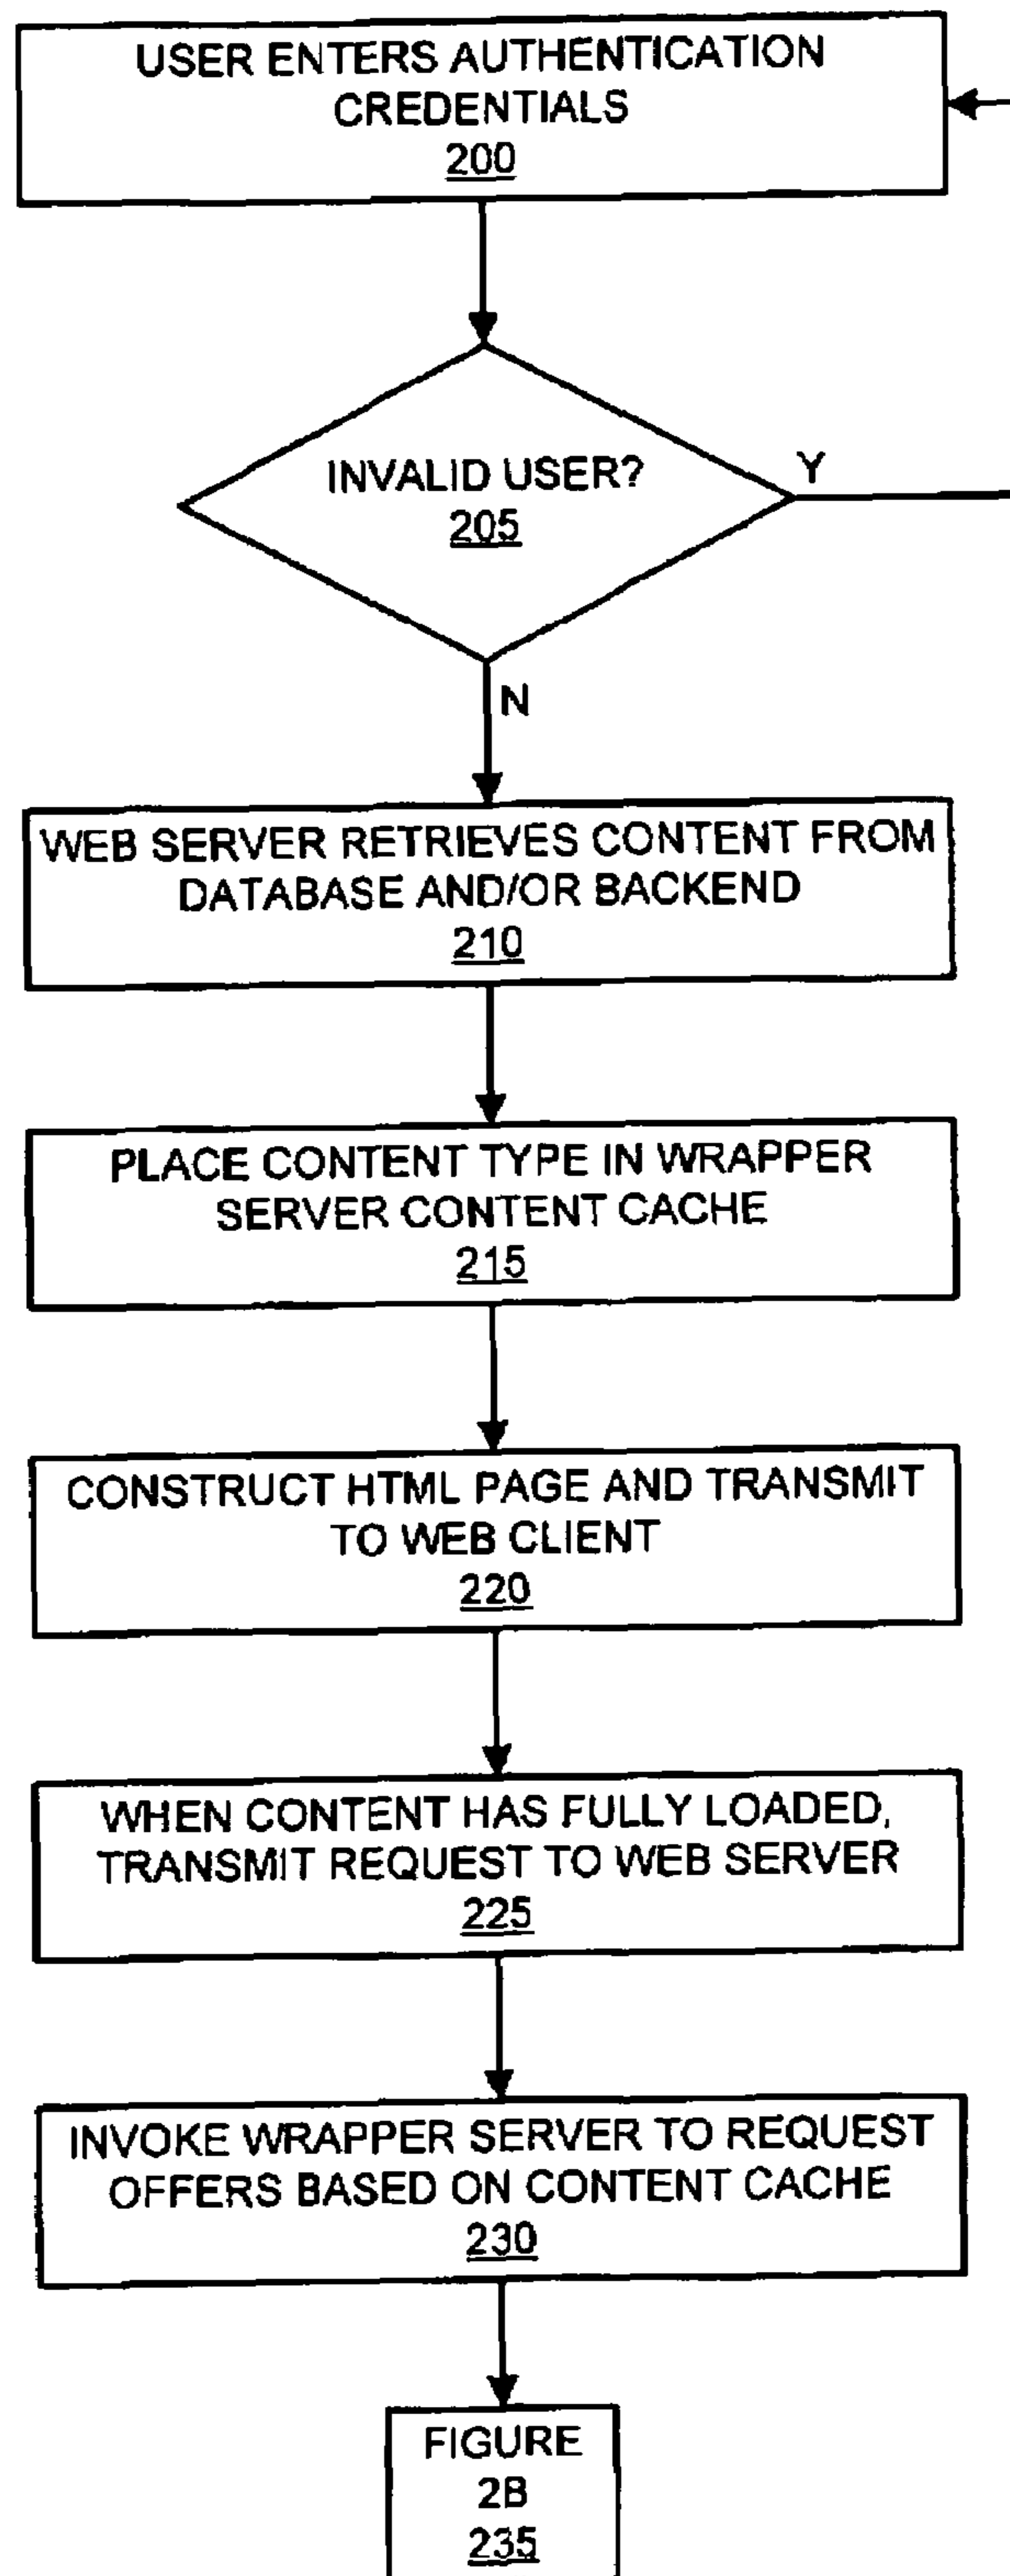 USER ENTERS AUTHENTICATION
CREDENTIALS
200
INVALID USER?
205
Y
N
WEB SERVER RETRIEVES CONTENT FROM
DATABASE AND/OR BACKEND
210
PLACE CONTENT TYPE IN WRAPPER
SERVER CONTENT CACHE
215
CONSTRUCT HTML PAGE AND TRANSMIT
TO WEB CLIENT
220
WHEN CONTENT HAS FULLY LOADED,
TRANSMIT REQUEST TO WEB SERVER
225
INVOKE WRAPPER SERVER TO REQUEST
OFFERS BASED ON CONTENT CACHE
230
FIGURE
2B
235